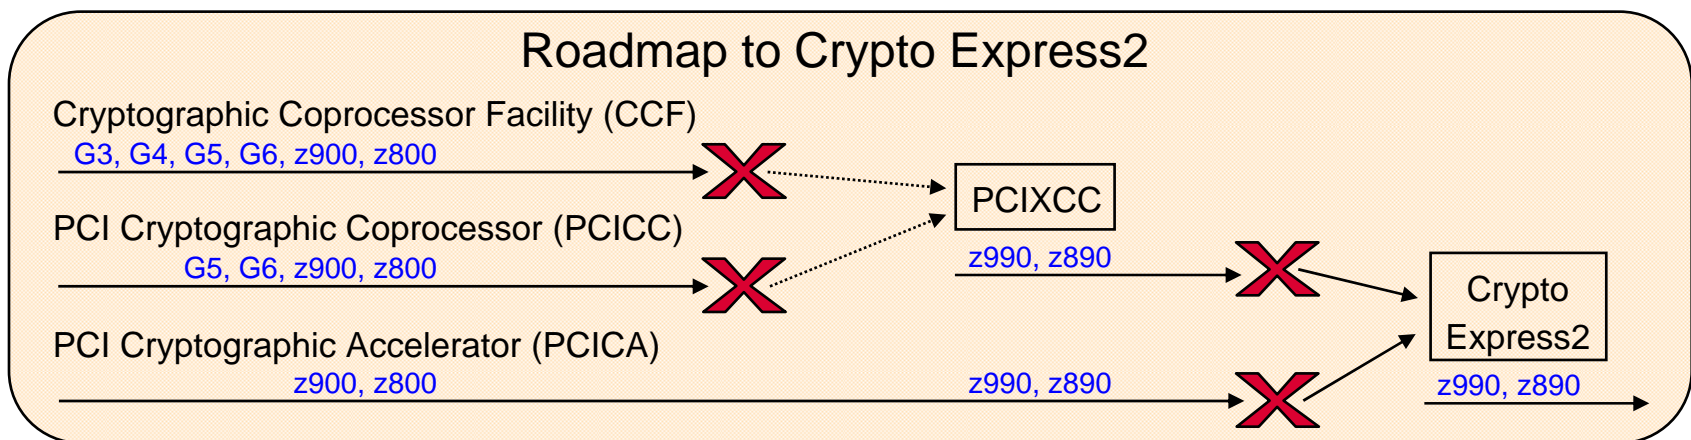 Roadmap to Crypto Express2
Cryptographic Coprocessor Facility (CCF)
G3, G4, G5, G6, z900, z800
PCIXCC
PCI Cryptographic Coprocessor (PCICC)
G5, G6, z900, z800
z990, z890
Crypto
Express2
PCI Cryptographic Accelerator (PCICA)
z900, z800
z990, z890
z990, z890